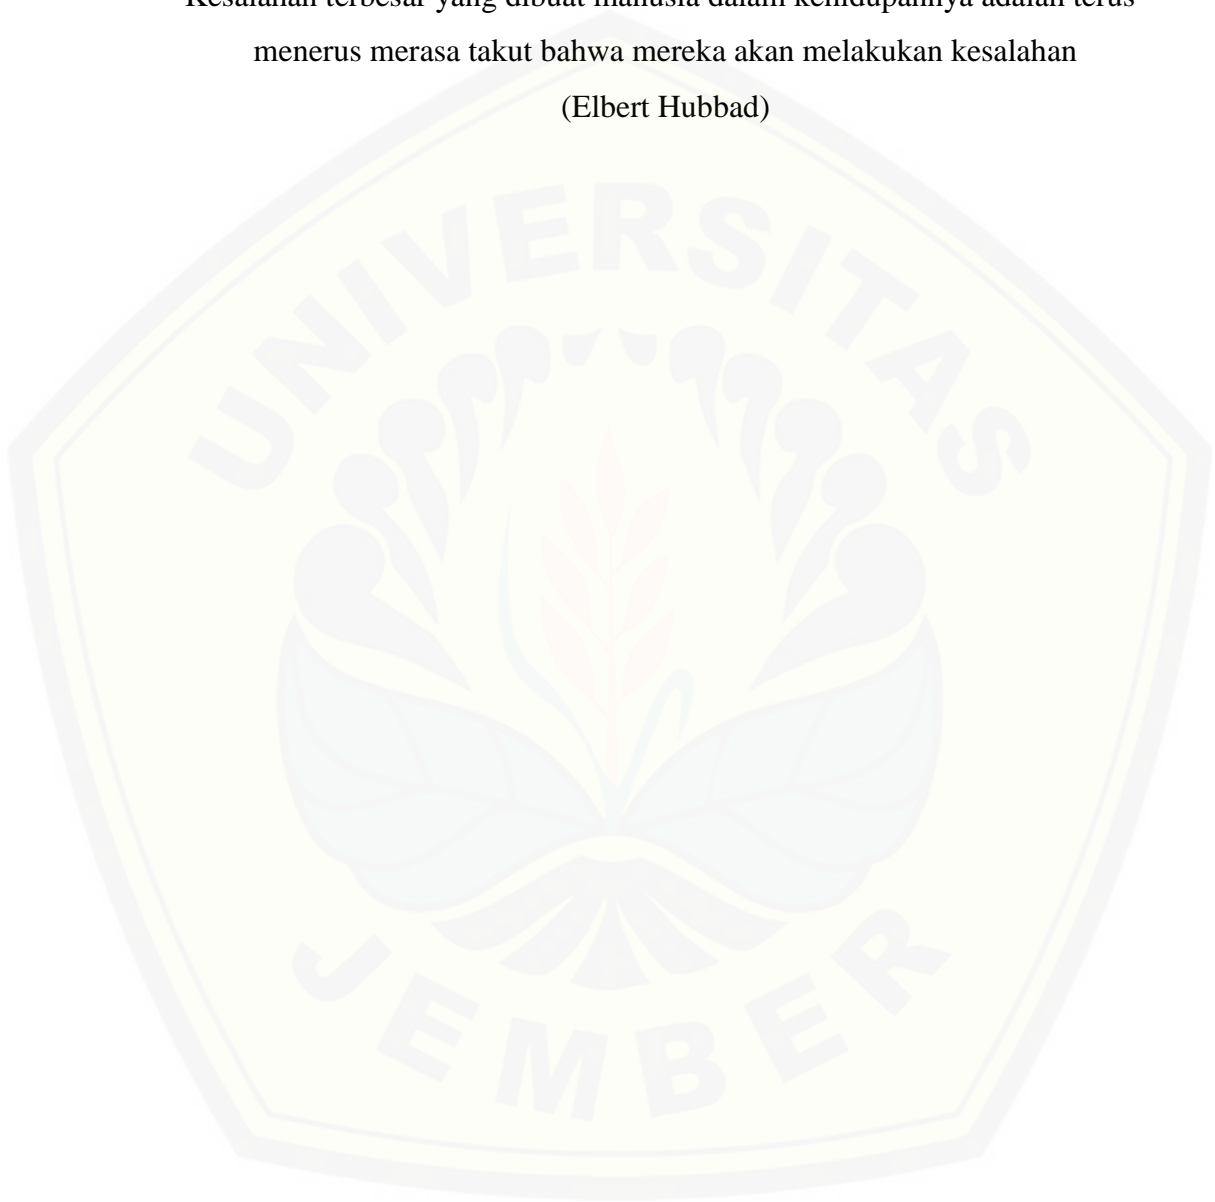 Kesalahan terbesar yang dibuat manusia dalam kehidupannya adalah terus
menerus merasa takut bahwa mereka akan melakukan kesalahan
(Elbert Hubbad)
UNIVERSITAS
JEMBER